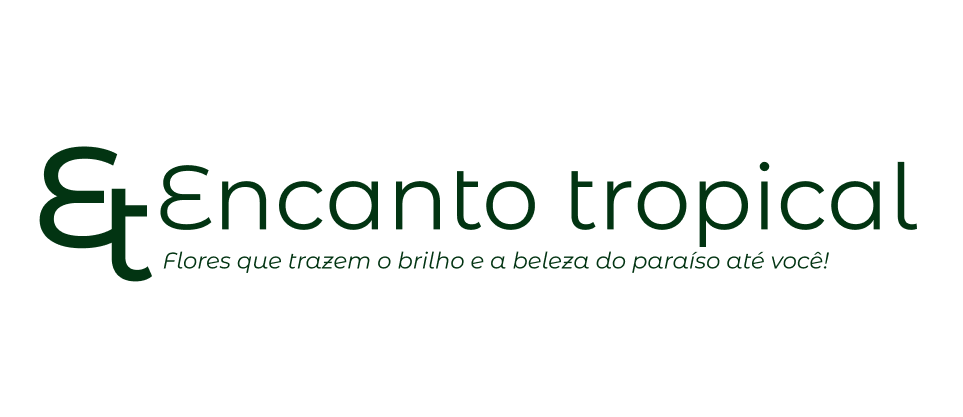 Et Encanto tropical
Flores que trazem o brilho e a beleza do paraíso até você!